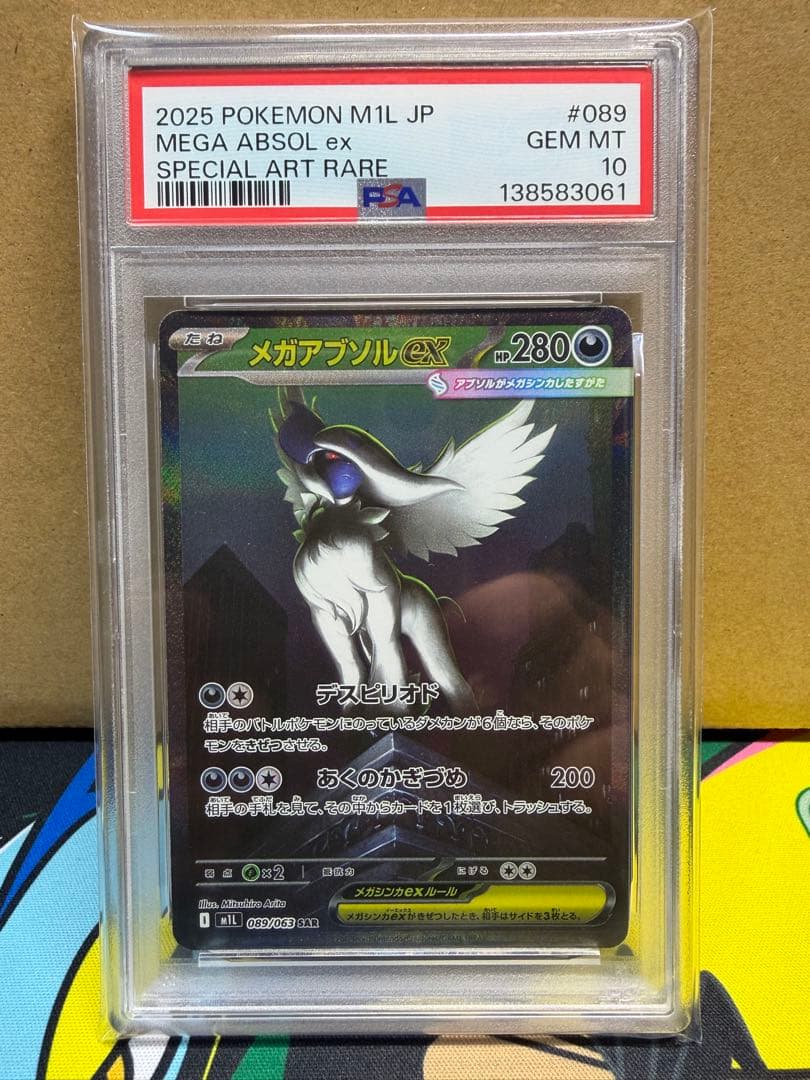 2025 POKEMON M1L JP #089
MEGA ABSOL ex GEM MT
SPECIAL ART RARE 10
PSA 138583061
たね メガアブソルex HP280
アブソルがメガシンカしたすがた
デスピリオド
相手のバトルポケモンにのっているダメカンが6個なら、そのポケ
モンをきぜつさせる。
あくのかぎづめ 200
相手の手札を見て、その中からカードを1枚選び、トラッシュする。
弱点 ×2 抵抗力 にげる
Illus. Mitsuhiro Arita
メガシンカexルール
I M1L 089/063 SAR
メガシンカexがきぜつしたとき、相手はサイドを3枚とる。